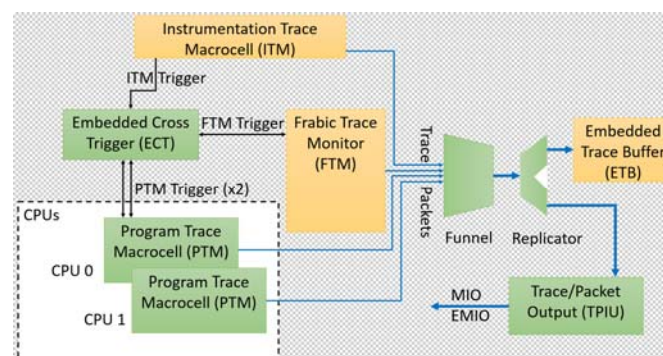 Instrumentation Trace
Macrocell (ITM)
ITM Trigger
Embedded Cross
Trigger (ECT)
FTM Trigger
Frabic Trace
Monitor
(FTM)
Trace
Packets
Embedded
Trace Buffer
(ETB)
PTM Trigger (x2)
CPUs
Funnel
Replicator
Program Trace
Macrocell (PTM)
CPU 0
Program Trace
Macrocell (PTM)
CPU 1
MIO
EMIO
Trace/Packet
Output (TPIU)